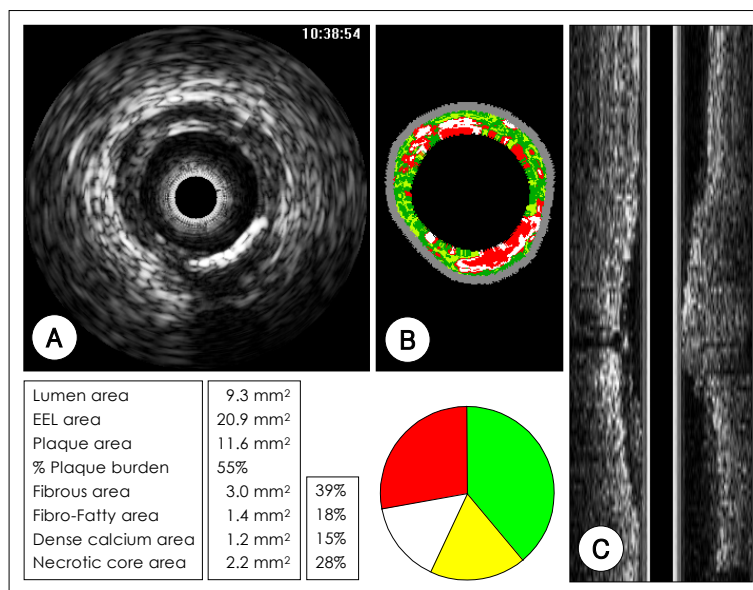 10:38:54
A
B
C
Lumen area 9.3 mm²
EEL area 20.9 mm²
Plaque area 11.6 mm²
% Plaque burden 55%
Fibrous area 3.0 mm² 39%
Fibro-Fatty area 1.4 mm² 18%
Dense calcium area 1.2 mm² 15%
Necrotic core area 2.2 mm² 28%